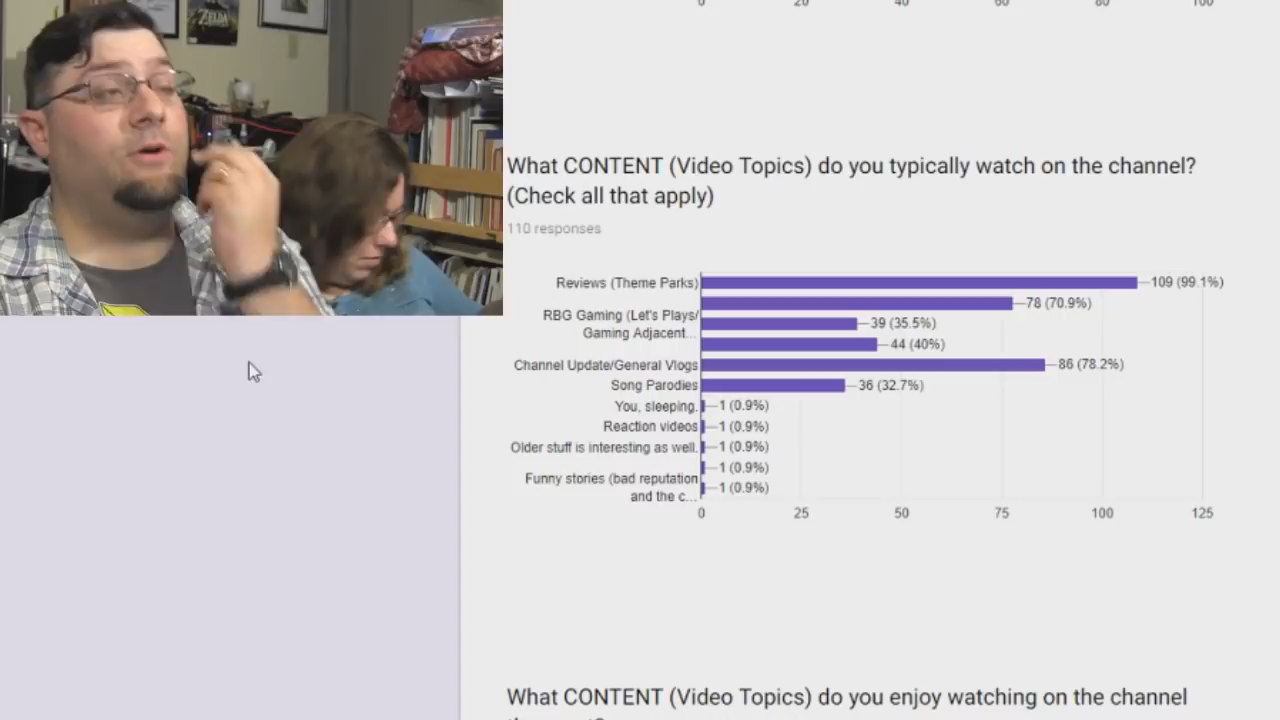 ZELDA
0 20 40 60 80 100
What CONTENT (Video Topics) do you typically watch on the channel?
(Check all that apply)
110 responses
Reviews (Theme Parks) 109 (99.1%)
78 (70.9%)
RBG Gaming (Let's Plays/
Gaming Adjacent...
39 (35.5%)
44 (40%)
Channel Update/General Vlogs 86 (78.2%)
Song Parodies 36 (32.7%)
You, sleeping. 1 (0.9%)
Reaction videos 1 (0.9%)
Older stuff is interesting as well. 1 (0.9%)
1 (0.9%)
Funny stories (bad reputation
and the c...
1 (0.9%)
0 25 50 75 100 125
What CONTENT (Video Topics) do you enjoy watching on the channel